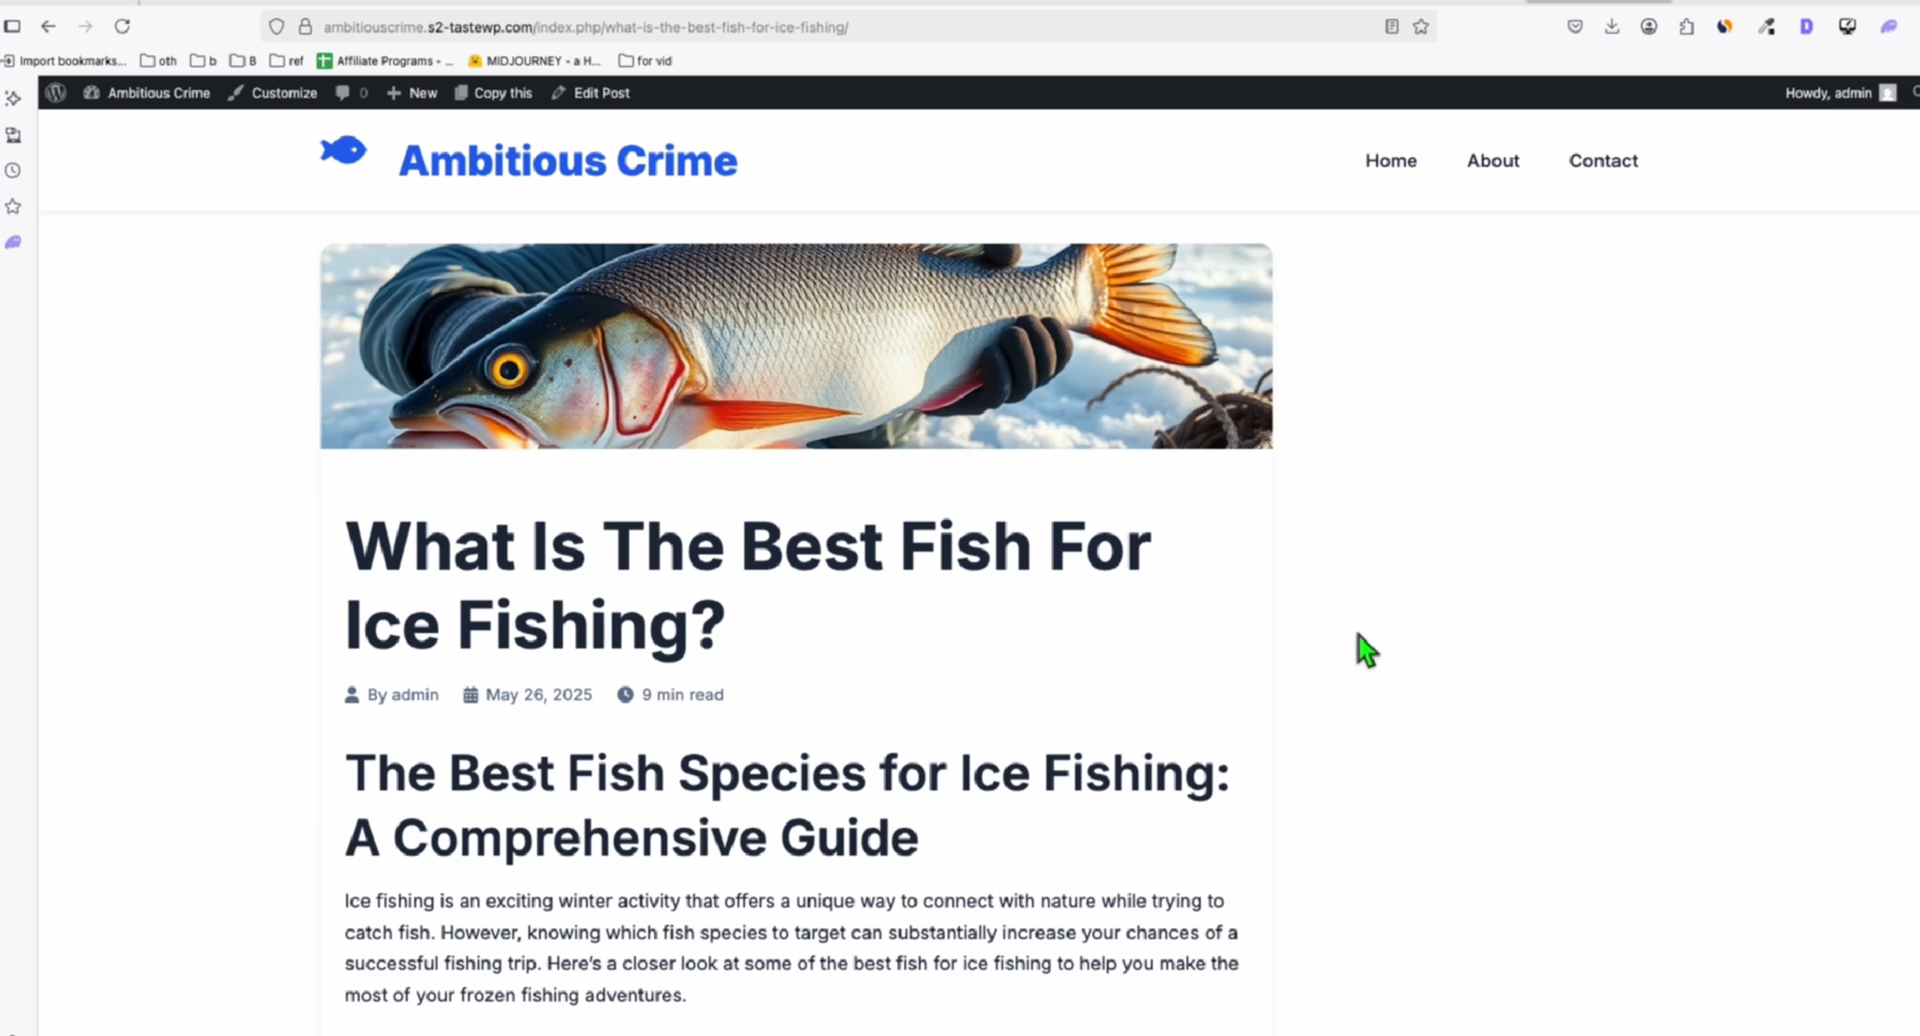 ambitiouscrime.s2-tastewp.com/index.php/what-is-the-best-fish-for-ice-fishing/
Import bookmarks... oth b B ref Affiliate Programs - ... MIDJOURNEY - a H... for vid
Ambitious Crime Customize 0 New Copy this Edit Post Howdy, admin
Ambitious Crime Home About Contact
What Is The Best Fish For
Ice Fishing?
By admin May 26, 2025 9 min read
The Best Fish Species for Ice Fishing:
A Comprehensive Guide
Ice fishing is an exciting winter activity that offers a unique way to connect with nature while trying to
catch fish. However, knowing which fish species to target can substantially increase your chances of a
successful fishing trip. Here's a closer look at some of the best fish for ice fishing to help you make the
most of your frozen fishing adventures.